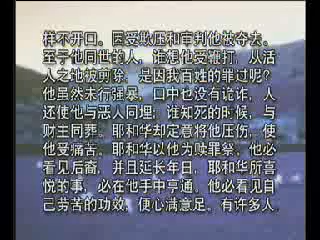 样不开口。因受欺压和审判他被夺去。
至于他同世的人，谁想他受鞭打，从活
人之地被剪除，是因我百姓的罪过呢？
他虽然未行强暴，口中也没有诡诈，人
还使他与恶人同埋；谁知死的时候，与
财主同葬。耶和华却定意将他压伤，使
他受痛苦。耶和华以他为赎罪祭。他必
看见后裔，并且延长年日，耶和华所喜
悦的事，必在他手中亨通。他必看见自
己劳苦的功效，便心满意足。有许多人